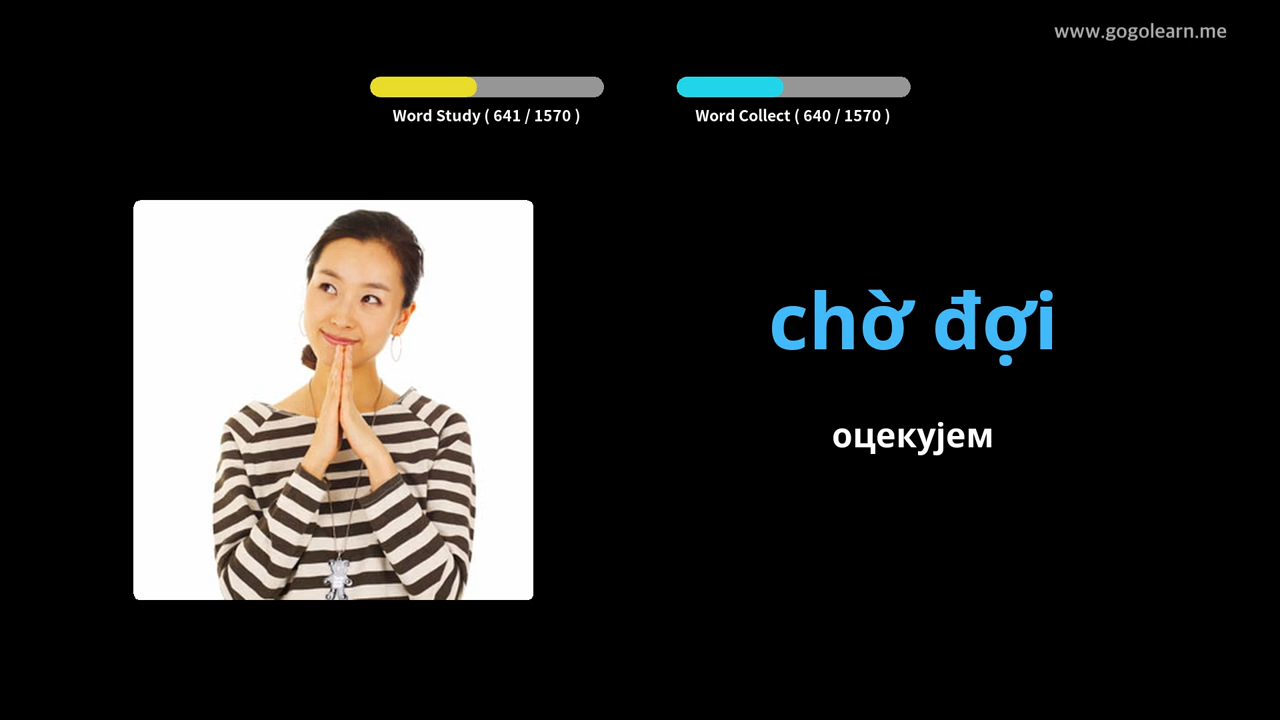 www.gogolearn.me
Word Study ( 641 / 1570 )
Word Collect ( 640 / 1570 )
chờ đợi
оцекујем